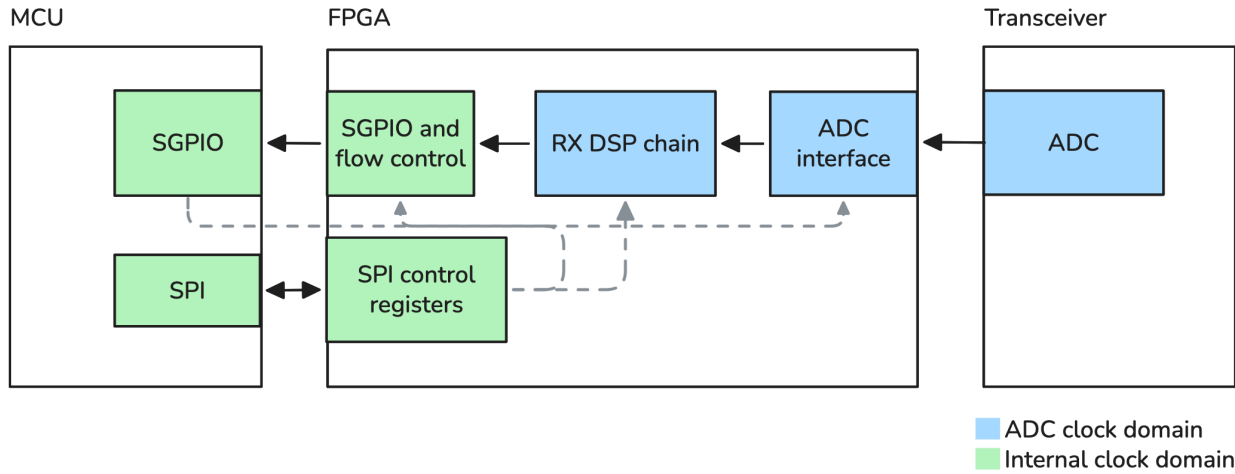 MCU
FPGA
Transceiver
SGPIO
SGPIO and
flow control
RX DSP chain
ADC
interface
ADC
SPI
SPI control
registers
ADC clock domain
Internal clock domain